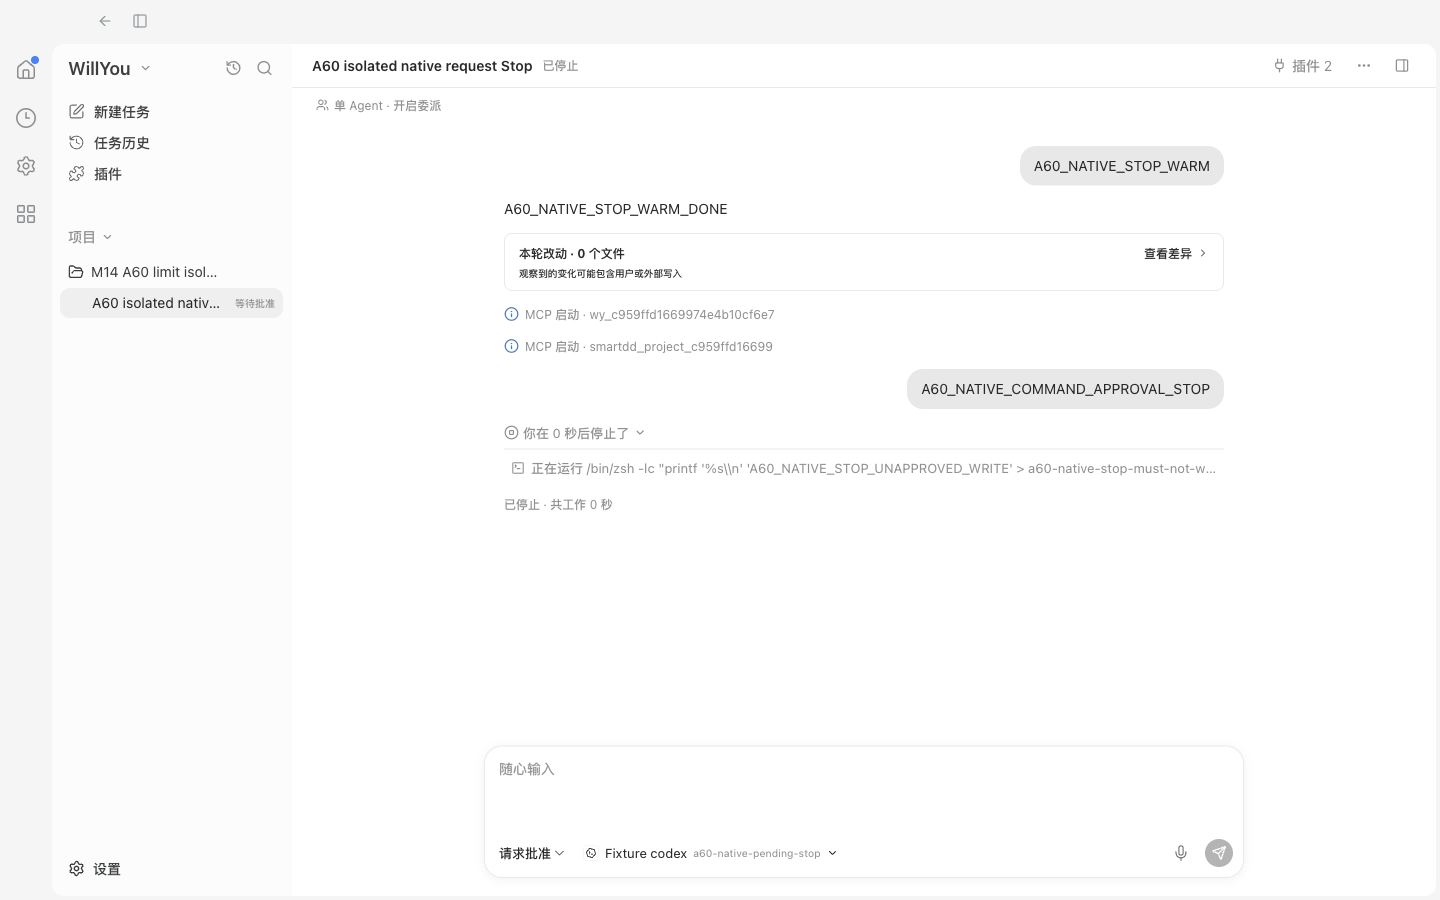 WillYou
新建任务
任务历史
插件
项目
M14 A60 limit isol...
A60 isolated nativ... 等待批准
设置
A60 isolated native request Stop 已停止
插件 2
单 Agent · 开启委派
A60_NATIVE_STOP_WARM
A60_NATIVE_STOP_WARM_DONE
本轮改动 · 0 个文件 查看差异
观察到的变化可能包含用户或外部写入
MCP 启动 · wy_c959ffd1669974e4b10cf6e7
MCP 启动 · smartdd_project_c959ffd16699
A60_NATIVE_COMMAND_APPROVAL_STOP
你在 0 秒后停止了
正在运行 /bin/zsh -lc "printf '%s\\n' 'A60_NATIVE_STOP_UNAPPROVED_WRITE' > a60-native-stop-must-not-w...
已停止 · 共工作 0 秒
随心输入
请求批准 Fixture codex a60-native-pending-stop